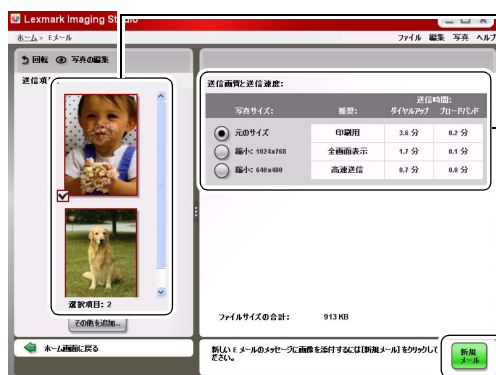 Lexmark Imaging St
ホーム > Eメール
ファイル 編集 写真 ヘルプ
回転 写真の編集
送信項
送信画質と送信速度:
送信時間:
写真サイズ: 推奨: ダイヤルアップ ブロードバンド
元のサイズ 印刷用 3.6 分 0.2 分
縮小: 1024x768 全画面表示 1.7 分 0.1 分
縮小: 640x480 高速送信 0.7 分 0.0 分
選択項目: 2
その他を追加...
ファイルサイズの合計: 913 KB
ホーム画面に戻る
新しい E メールのメッセージに画像を添付するには [新規メール] をクリックして
ださい。
新規
メール